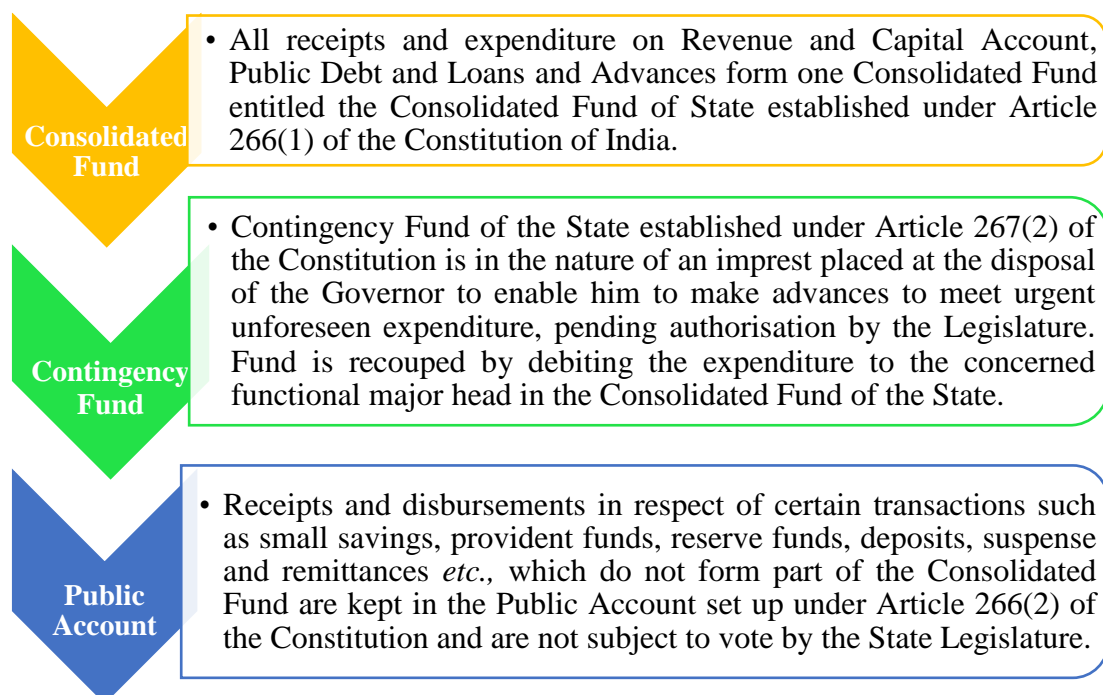 Consolidated
Fund
• All receipts and expenditure on Revenue and Capital Account,
Public Debt and Loans and Advances form one Consolidated Fund
entitled the Consolidated Fund of State established under Article
266(1) of the Constitution of India.
Contingency
Fund
• Contingency Fund of the State established under Article 267(2) of
the Constitution is in the nature of an imprest placed at the disposal
of the Governor to enable him to make advances to meet urgent
unforeseen expenditure, pending authorisation by the Legislature.
Fund is recouped by debiting the expenditure to the concerned
functional major head in the Consolidated Fund of the State.
Public
Account
• Receipts and disbursements in respect of certain transactions such
as small savings, provident funds, reserve funds, deposits, suspense
and remittances etc., which do not form part of the Consolidated
Fund are kept in the Public Account set up under Article 266(2) of
the Constitution and are not subject to vote by the State Legislature.